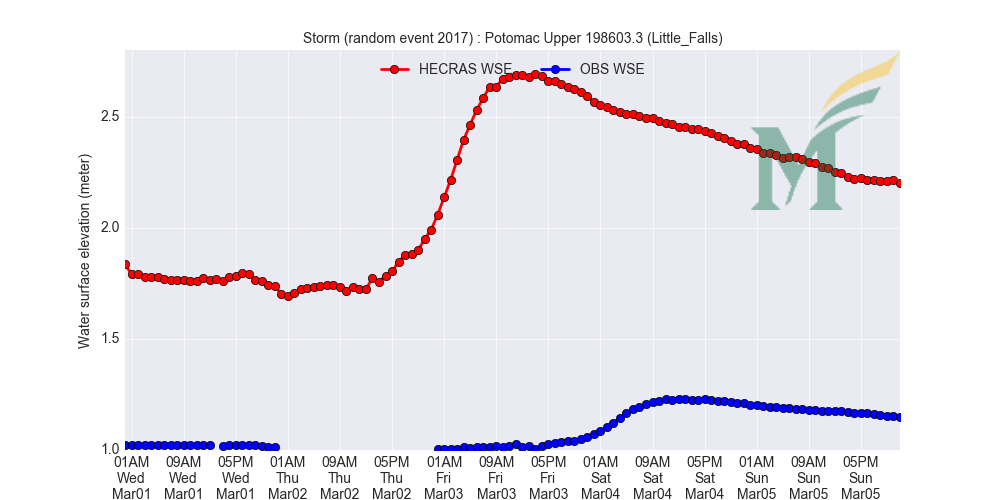 Storm (random event 2017) : Potomac Upper 198603.3 (Little_Falls)
HECRAS WSE OBS WSE
Water surface elevation (meter)
2.5
2.0
1.5
1.0
01AM 09AM 05PM 01AM 09AM 05PM 01AM 09AM 05PM 01AM 09AM 05PM 01AM 09AM 05PM
Wed Wed Wed Thu Thu Thu Fri Fri Fri Sat Sat Sat Sun Sun Sun
Mar01 Mar01 Mar01 Mar02 Mar02 Mar02 Mar03 Mar03 Mar03 Mar04 Mar04 Mar04 Mar05 Mar05 Mar05
M